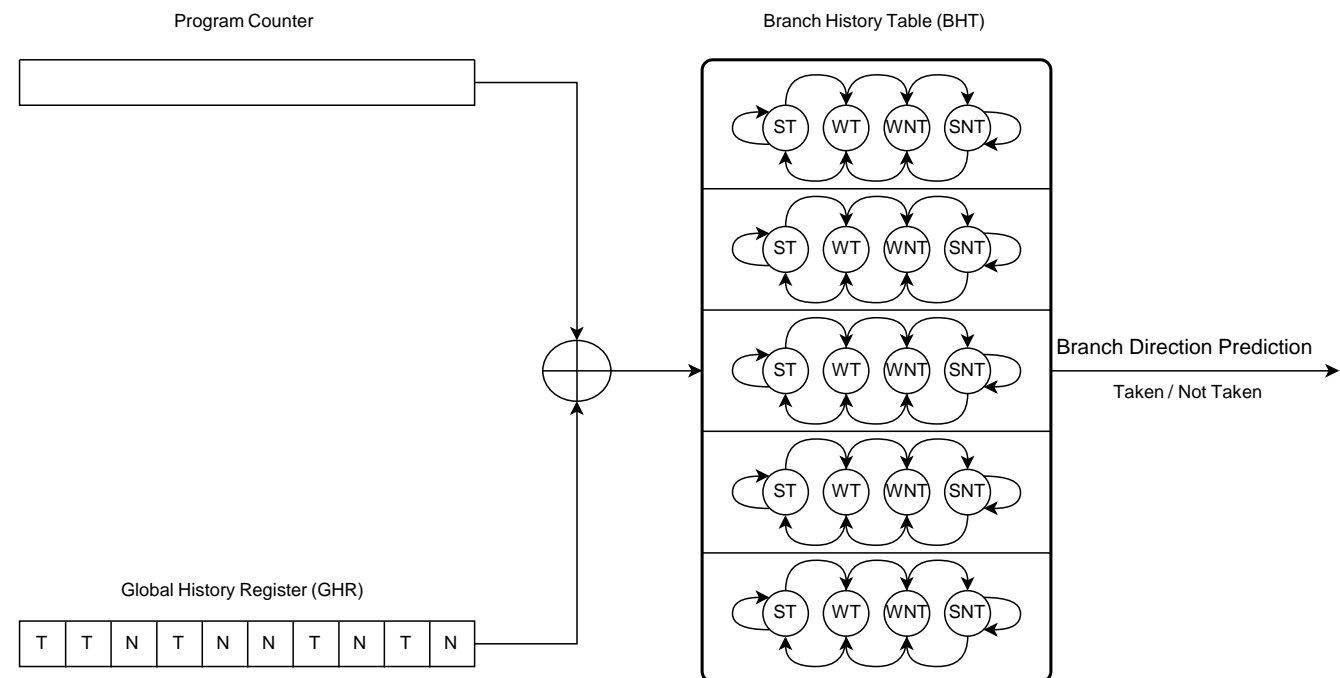 Program Counter
Branch History Table (BHT)
ST WT WNT SNT
ST WT WNT SNT
ST WT WNT SNT
Branch Direction Prediction
Taken / Not Taken
ST WT WNT SNT
Global History Register (GHR)
ST WT WNT SNT
T T N T N N T N T N